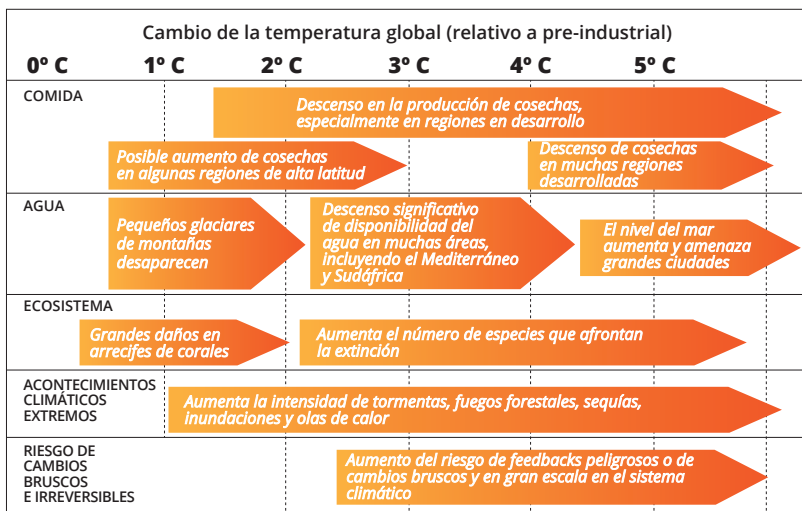 Cambio de la temperatura global (relativo a pre-industrial)
0º C 1º C 2º C 3º C 4º C 5º C
COMIDA
Descenso en la producción de cosechas,
especialmente en regiones en desarrollo
Posible aumento de cosechas
en algunas regiones de alta latitud
Descenso de cosechas
en muchas regiones
desarrolladas
AGUA
Pequeños glaciares
de montañas
desaparecen
Descenso significativo
de disponibilidad del
agua en muchas áreas,
incluyendo el Mediterráneo
y Sudáfrica
El nivel del mar
aumenta y amenaza
grandes ciudades
ECOSISTEMA
Grandes daños en
arrecifes de corales
Aumenta el número de especies que afrontan
la extinción
ACONTECIMIENTOS
CLIMÁTICOS
EXTREMOS
Aumenta la intensidad de tormentas, fuegos forestales, sequías,
inundaciones y olas de calor
RIESGO DE
CAMBIOS
BRUSCOS
E IRREVERSIBLES
Aumento del riesgo de feedbacks peligrosos o de
cambios bruscos y en gran escala en el sistema
climático